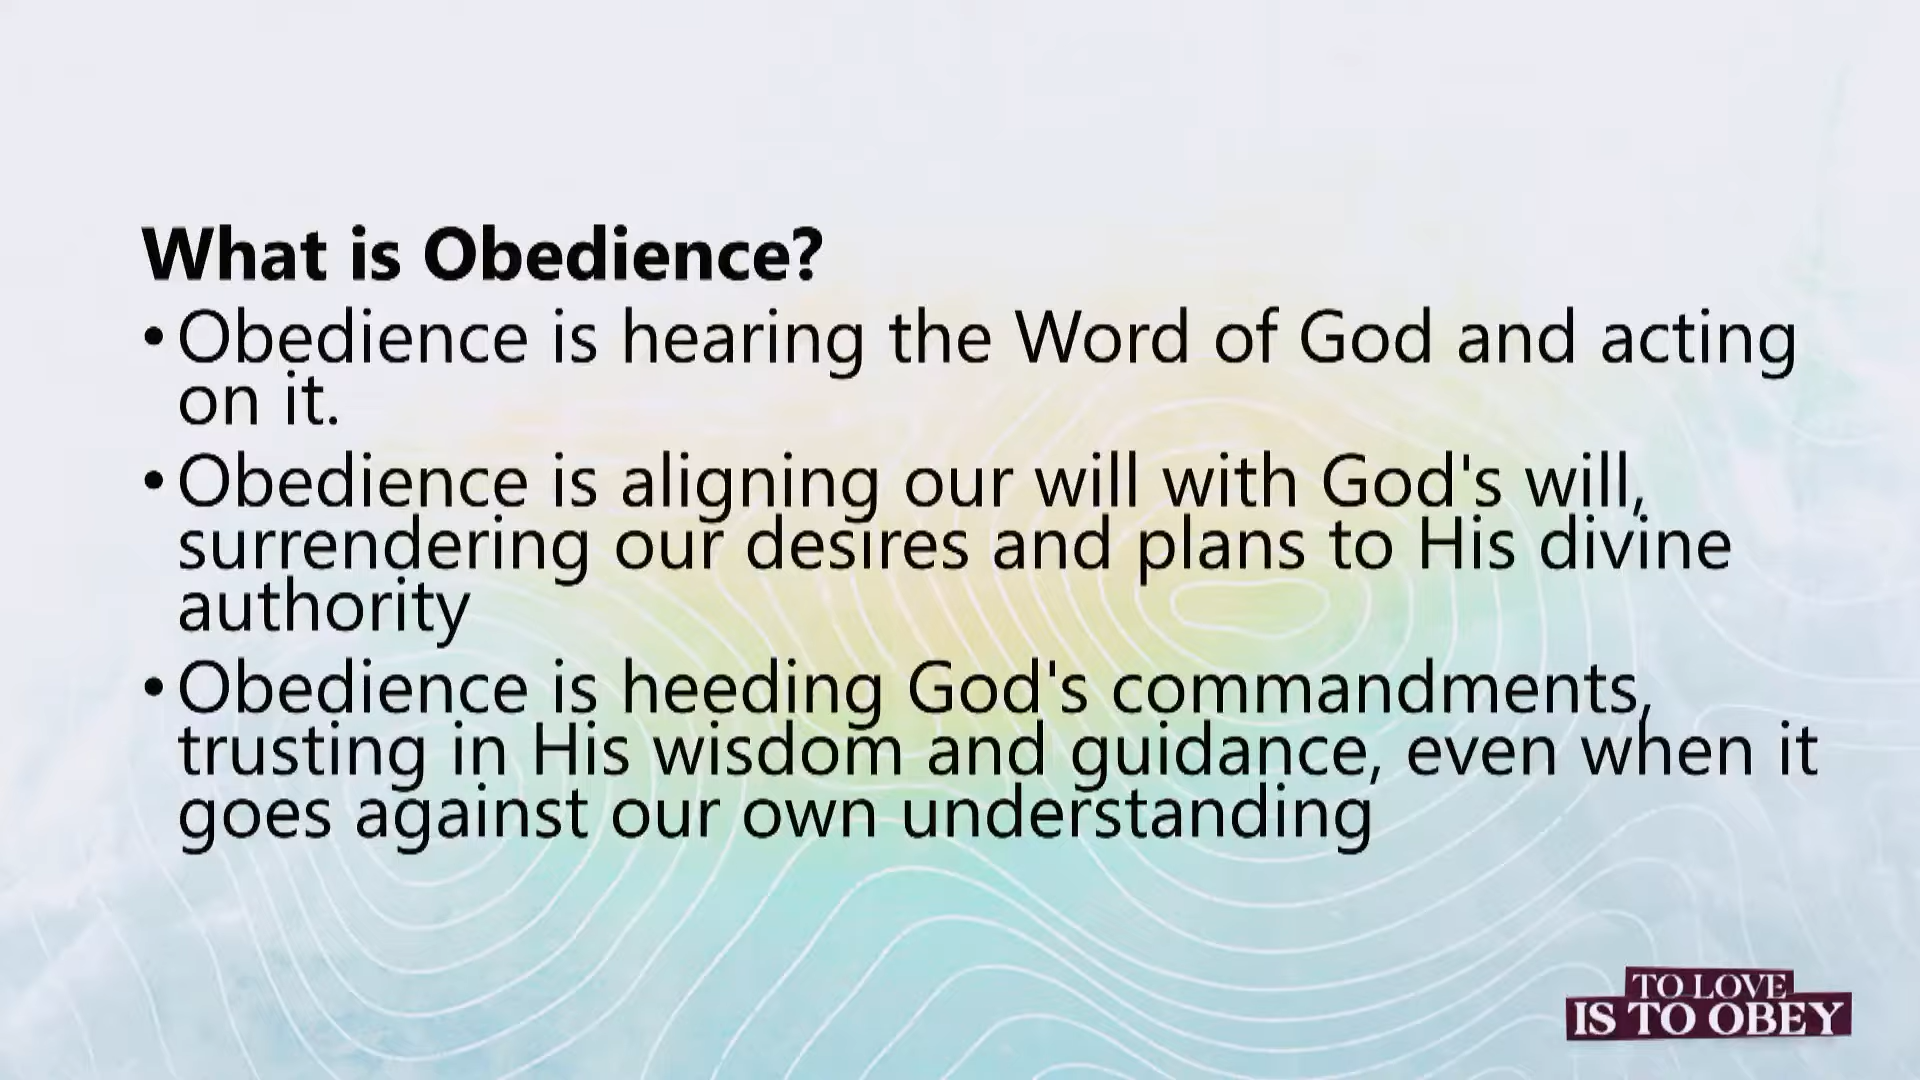 What is Obedience?
•Obedience is hearing the Word of God and acting
on it.
•Obedience is aligning our will with God's will,
surrendering our desires and plans to His divine
authority
•Obedience is heeding God's commandments,
trusting in His wisdom and guidance, even when it
goes against our own understanding
TO LOVE
IS TO OBEY